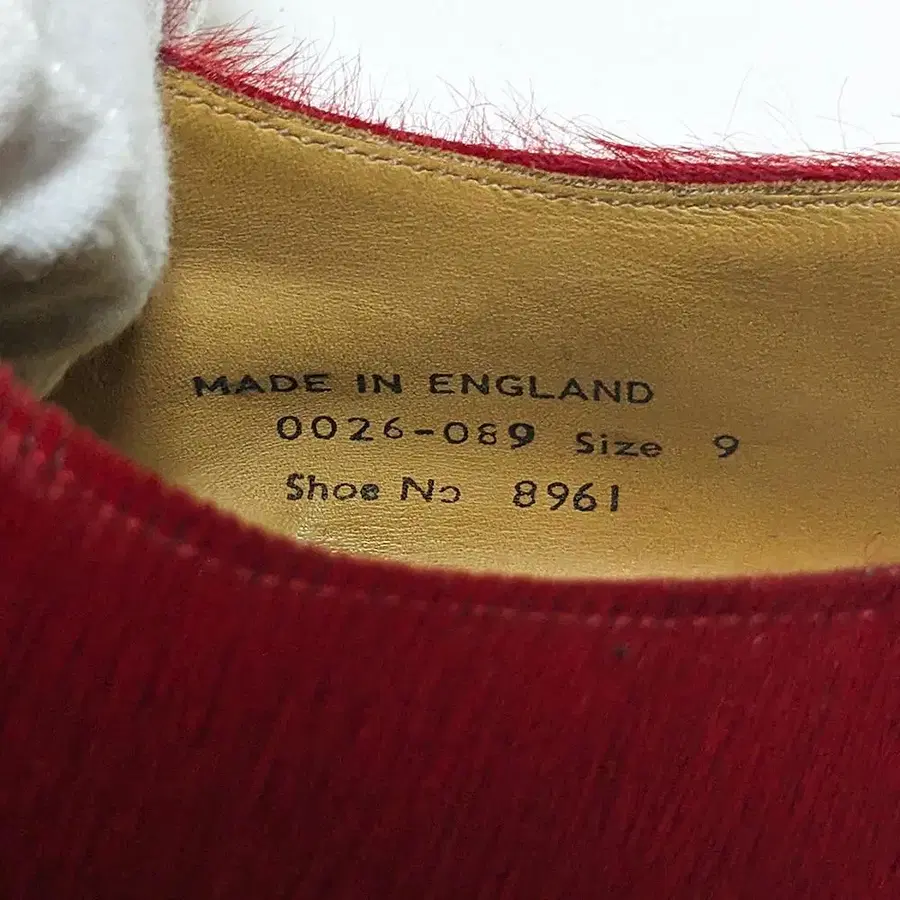 MADE IN ENGLAND
0026-089 Size 9
Shoe No 8961